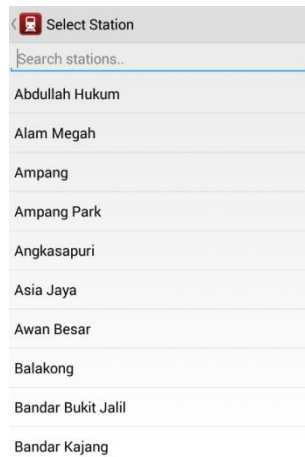 Select Station
Search stations..
Abdullah Hukum
Alam Megah
Ampang
Ampang Park
Angkasapuri
Asia Jaya
Awan Besar
Balakong
Bandar Bukit Jalil
Bandar Kajang